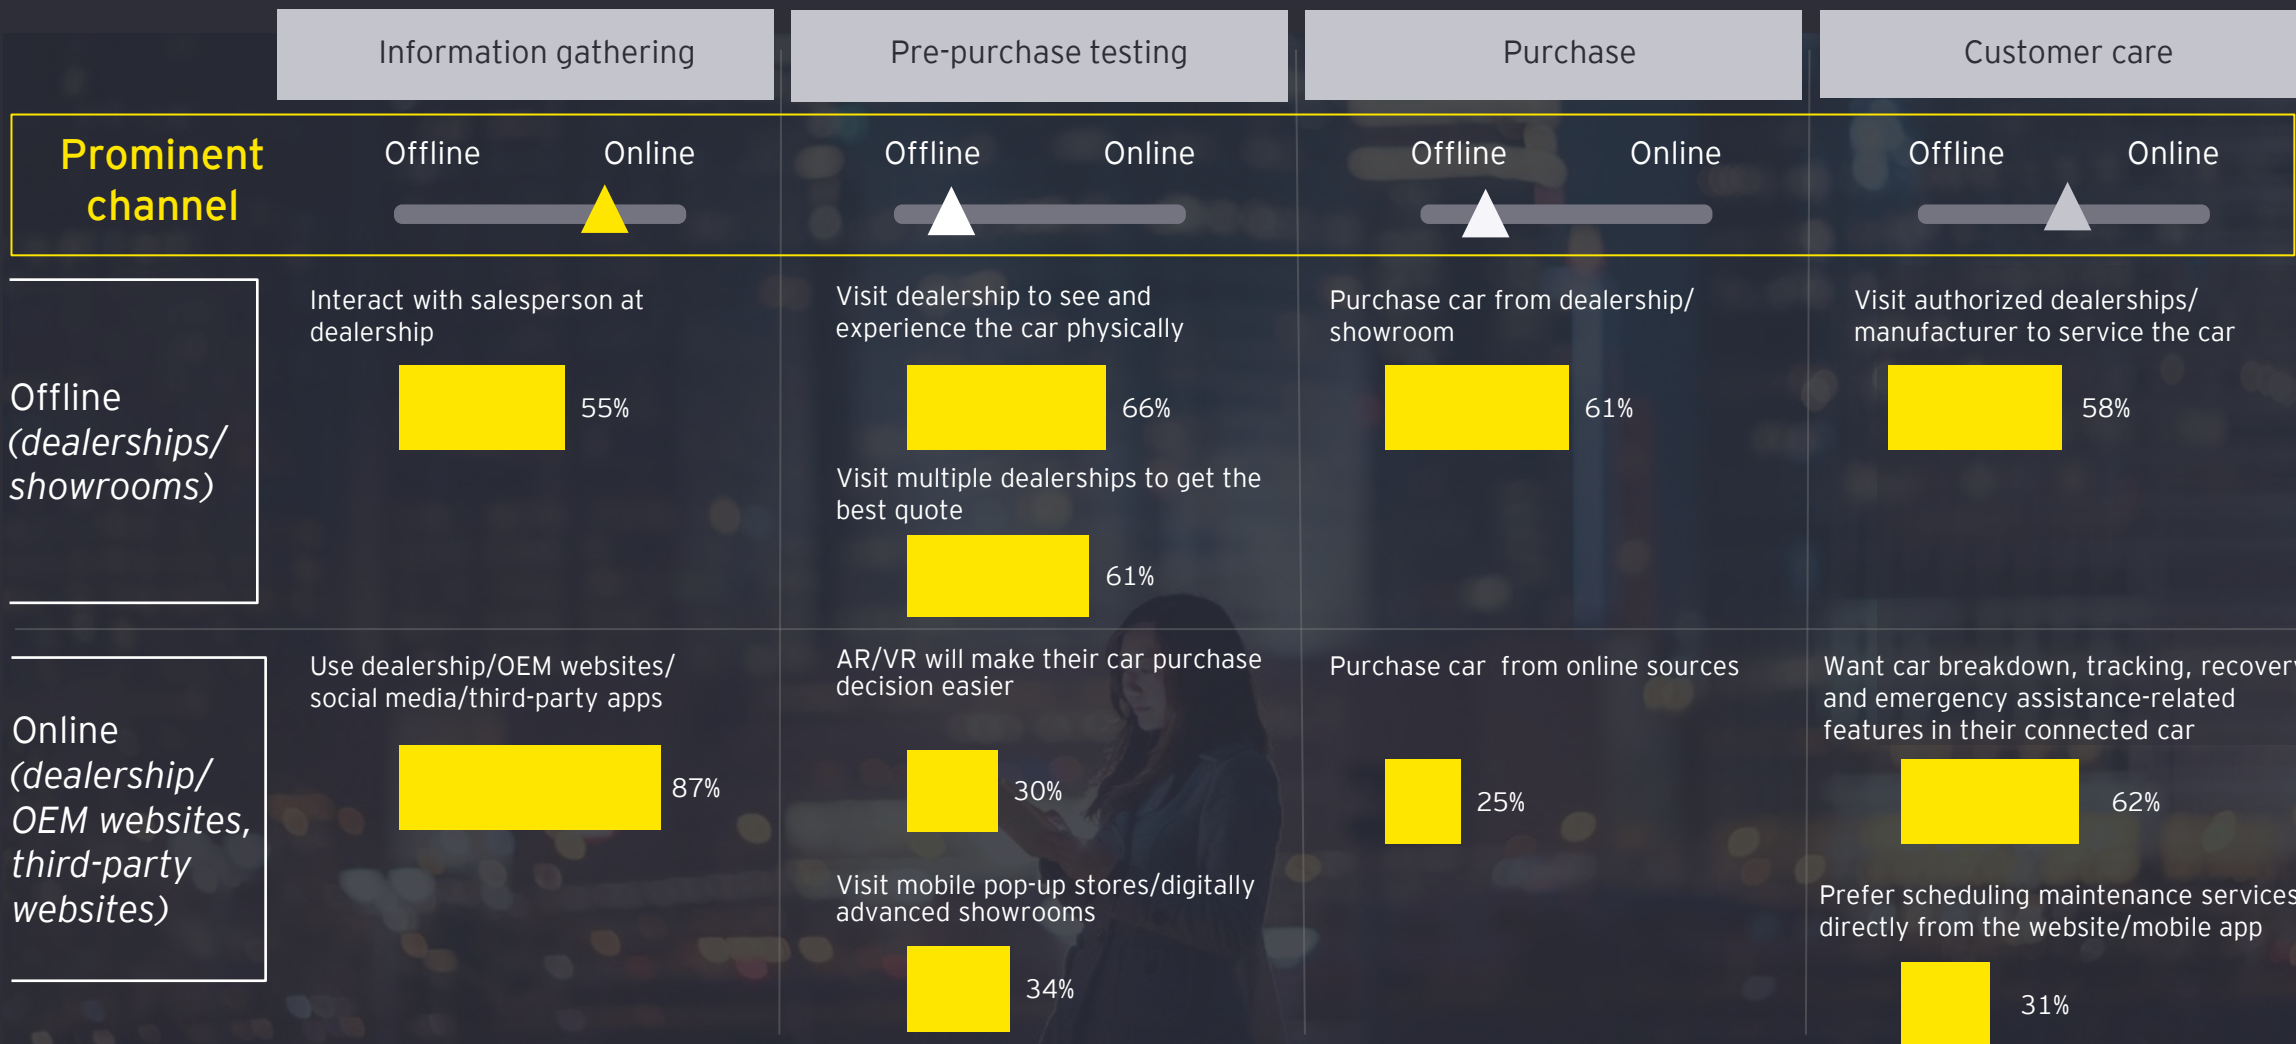 Information gathering
Pre-purchase testing
Purchase
Customer care
Prominent
channel
Offline
Online
Offline
Online
Offline
Online
Offline
Online
Offline
(dealerships/
showrooms)
Interact with salesperson at
dealership
55%
Visit dealership to see and
experience the car physically
66%
Visit multiple dealerships to get the
best quote
61%
Purchase car from dealership/
showroom
61%
Visit authorized dealerships/
manufacturer to service the car
58%
Online
(dealership/
OEM websites,
third-party
websites)
Use dealership/OEM websites/
social media/third-party apps
87%
AR/VR will make their car purchase
decision easier
30%
Visit mobile pop-up stores/digitally
advanced showrooms
34%
Purchase car from online sources
25%
Want car breakdown, tracking, recovery
and emergency assistance-related
features in their connected car
62%
Prefer scheduling maintenance services
directly from the website/mobile app
31%